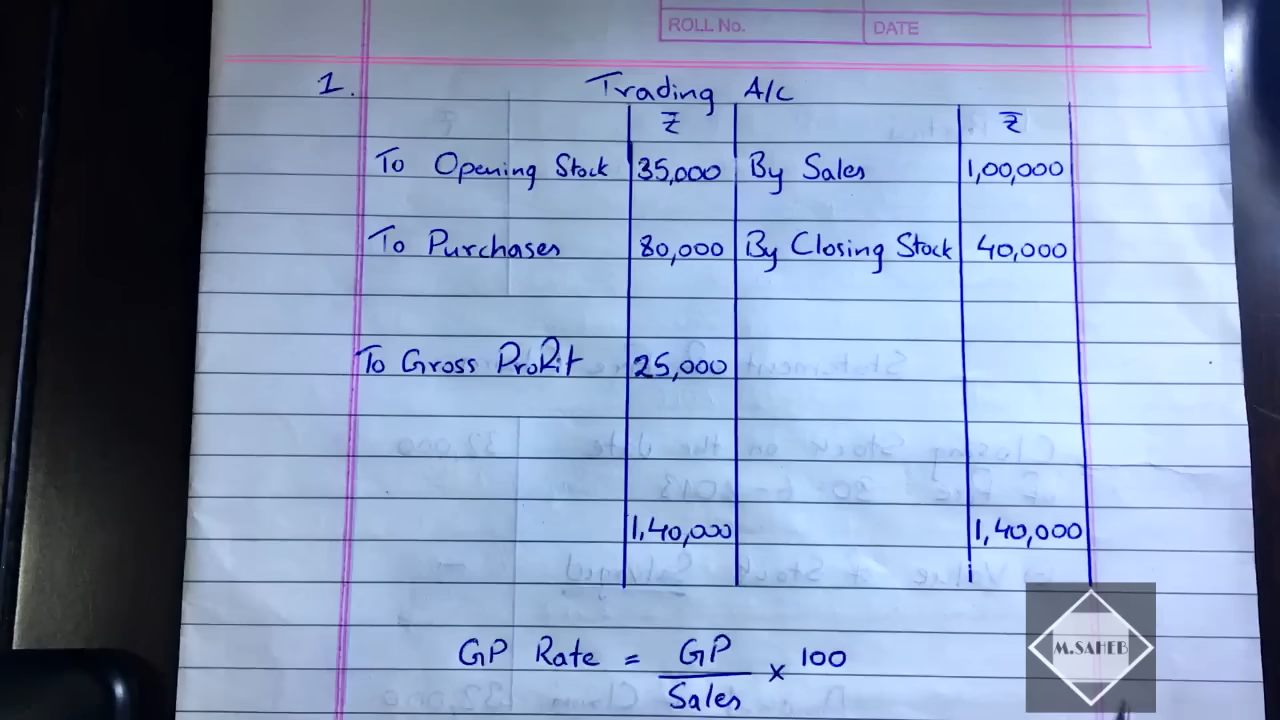 ROLL No. DATE
1. Trading A/C
₹ ₹
To Opening Stock 35,000 By Sales 1,00,000
To Purchases 80,000 By Closing Stock 40,000
To Gross Profit 25,000
1,40,000 1,40,000
GP Rate = GP × 100
Sales
M.SAHEB